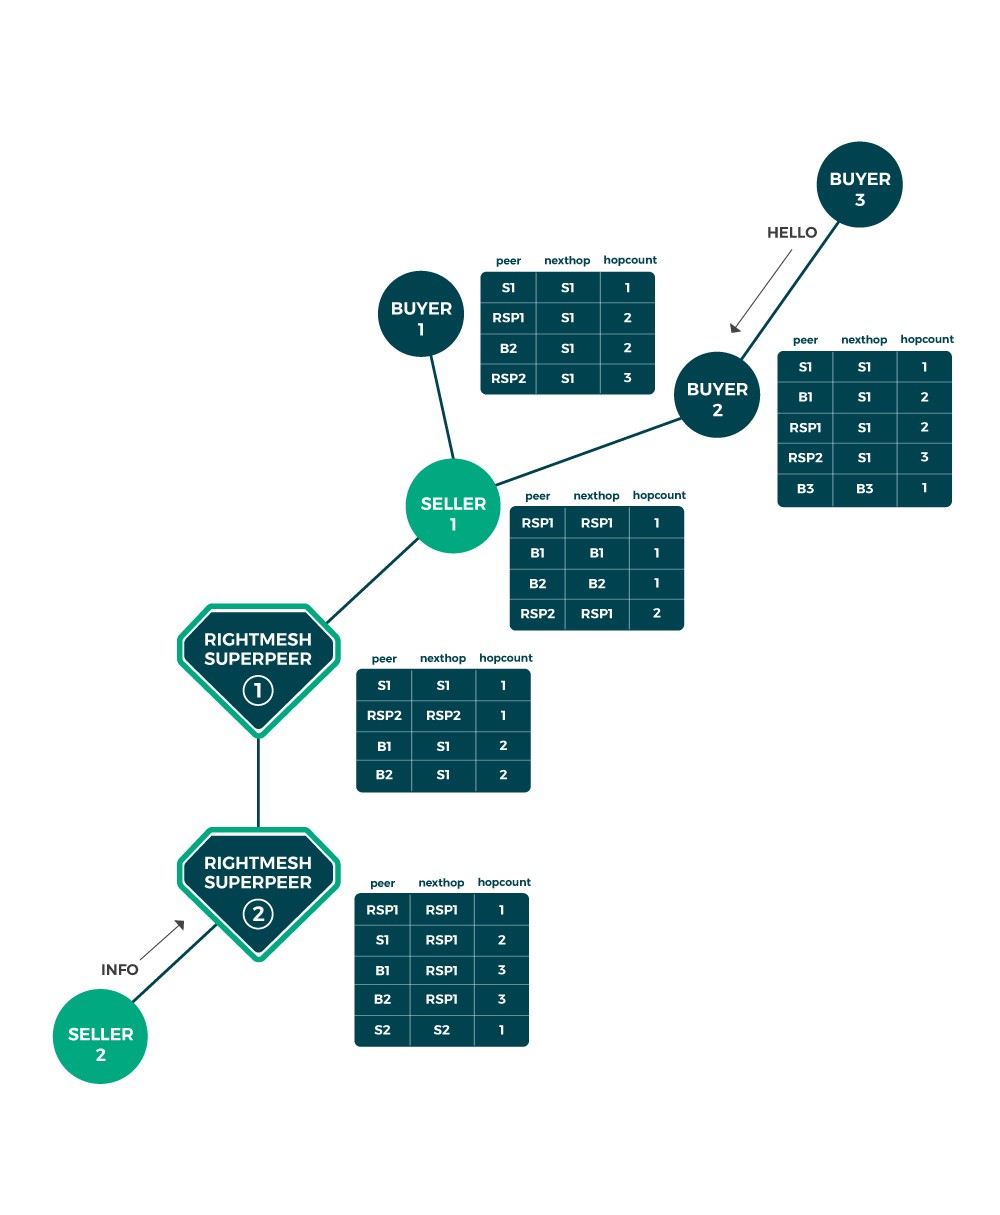 BUYER
3
HELLO
peer nexthop hopcount
S1 S1 1
RSP1 S1 2
B2 S1 2
RSP2 S1 3
BUYER
1
peer nexthop hopcount
S1 S1 1
B1 S1 2
RSP1 S1 2
RSP2 S1 3
B3 B3 1
BUYER
2
SELLER
1
peer nexthop hopcount
RSP1 RSP1 1
B1 B1 1
B2 B2 1
RSP2 RSP1 2
RIGHTMESH
SUPERPEER
1
peer nexthop hopcount
S1 S1 1
RSP2 RSP2 1
B1 S1 2
B2 S1 2
RIGHTMESH
SUPERPEER
2
peer nexthop hopcount
RSP1 RSP1 1
S1 RSP1 2
B1 RSP1 3
B2 RSP1 3
S2 S2 1
INFO
SELLER
2